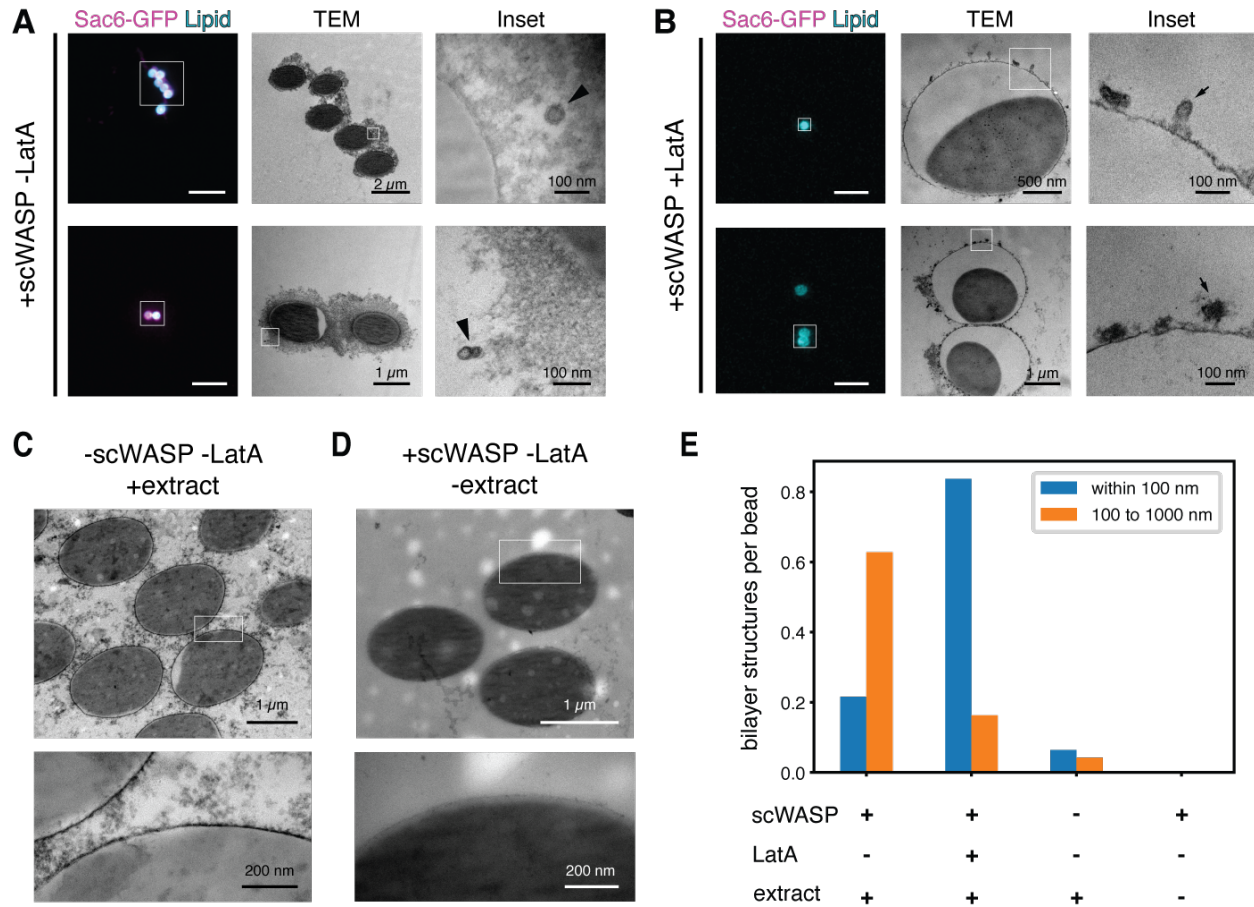 A
Sac6-GFP Lipid
TEM
Inset
+scWASP -LatA
2 µm
100 nm
1 µm
100 nm
B
Sac6-GFP Lipid
TEM
Inset
+scWASP +LatA
500 nm
100 nm
1 µm
100 nm
C
-scWASP -LatA
+extract
1 µm
200 nm
D
+scWASP -LatA
-extract
1 µm
200 nm
E
bilayer structures per bead
0.8
0.6
0.4
0.2
0.0
within 100 nm
100 to 1000 nm
scWASP + + - +
LatA - + - -
extract + + + -